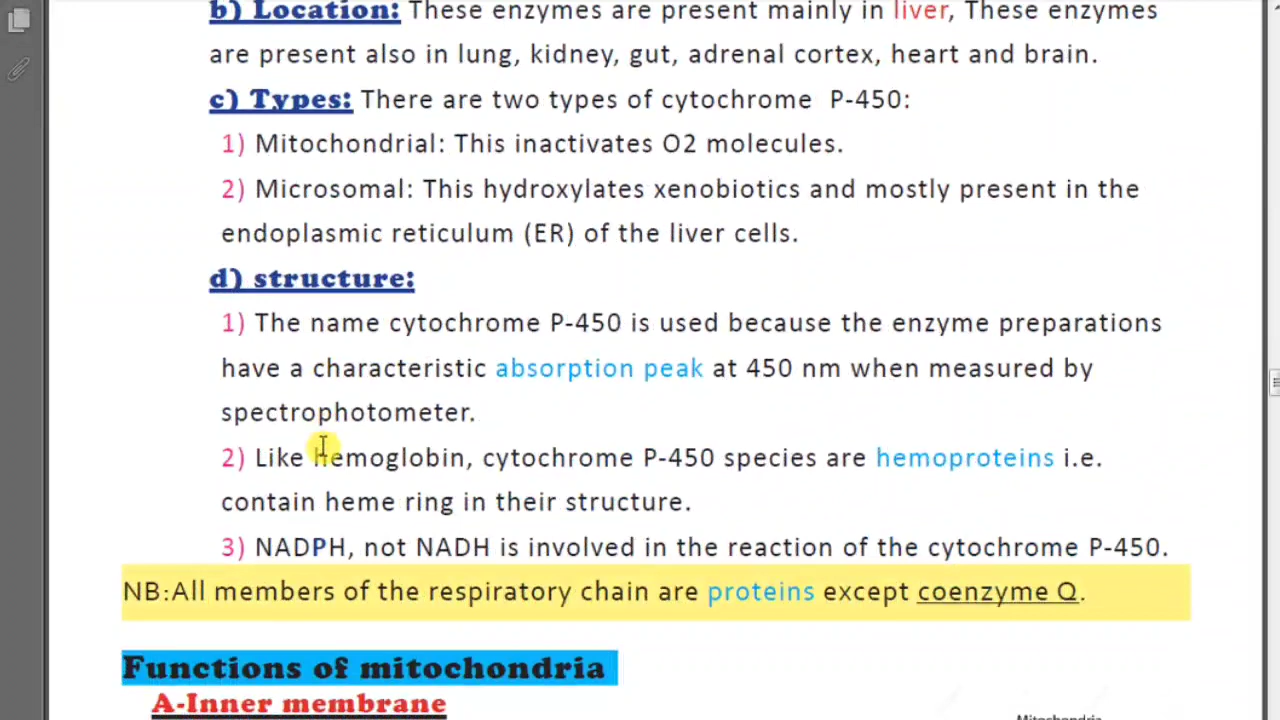 b) Location: These enzymes are present mainly in liver, These enzymes
are present also in lung, kidney, gut, adrenal cortex, heart and brain.
c) Types: There are two types of cytochrome P-450:
1) Mitochondrial: This inactivates O2 molecules.
2) Microsomal: This hydroxylates xenobiotics and mostly present in the
endoplasmic reticulum (ER) of the liver cells.
d) structure:
1) The name cytochrome P-450 is used because the enzyme preparations
have a characteristic absorption peak at 450 nm when measured by
spectrophotometer.
2) Like hemoglobin, cytochrome P-450 species are hemoproteins i.e.
contain heme ring in their structure.
3) NADPH, not NADH is involved in the reaction of the cytochrome P-450.
NB:All members of the respiratory chain are proteins except coenzyme Q.
Functions of mitochondria
A-Inner membrane
Mitochondria